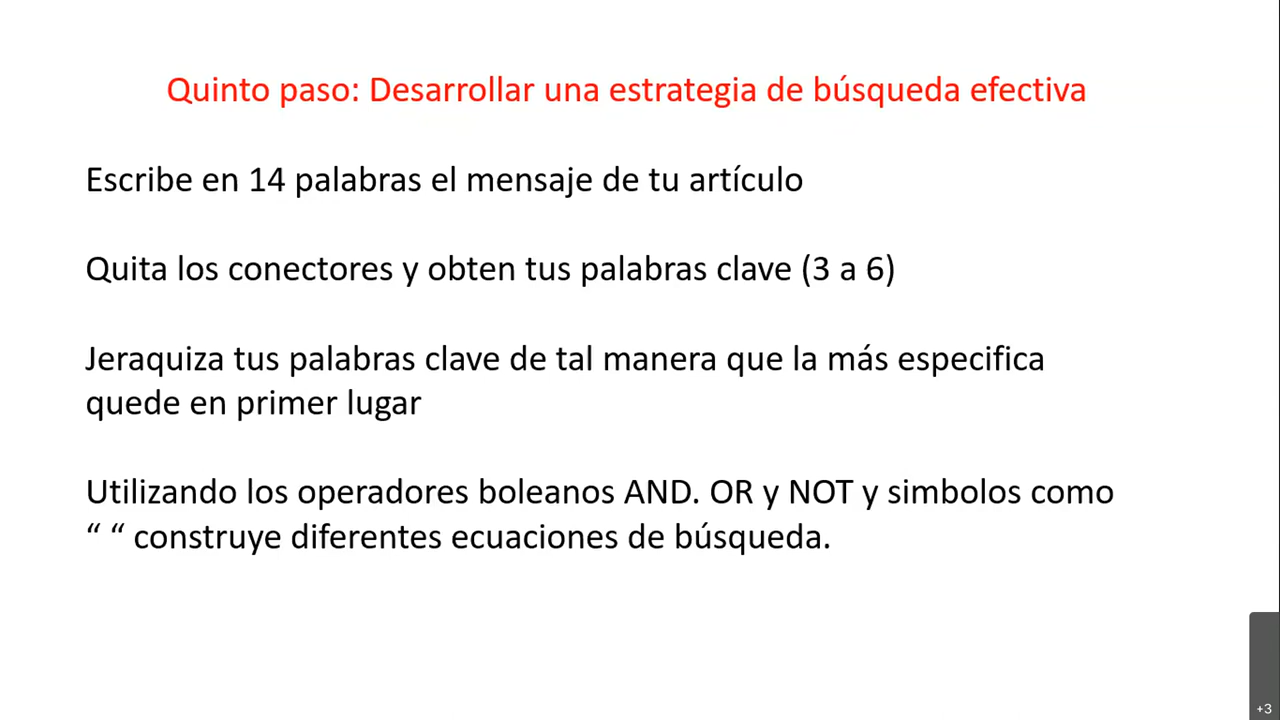 Quinto paso: Desarrollar una estrategia de búsqueda efectiva
Escribe en 14 palabras el mensaje de tu artículo
Quita los conectores y obten tus palabras clave (3 a 6)
Jeraquiza tus palabras clave de tal manera que la más especifica
quede en primer lugar
Utilizando los operadores boleanos AND. OR y NOT y simbolos como
“ “ construye diferentes ecuaciones de búsqueda.
+3